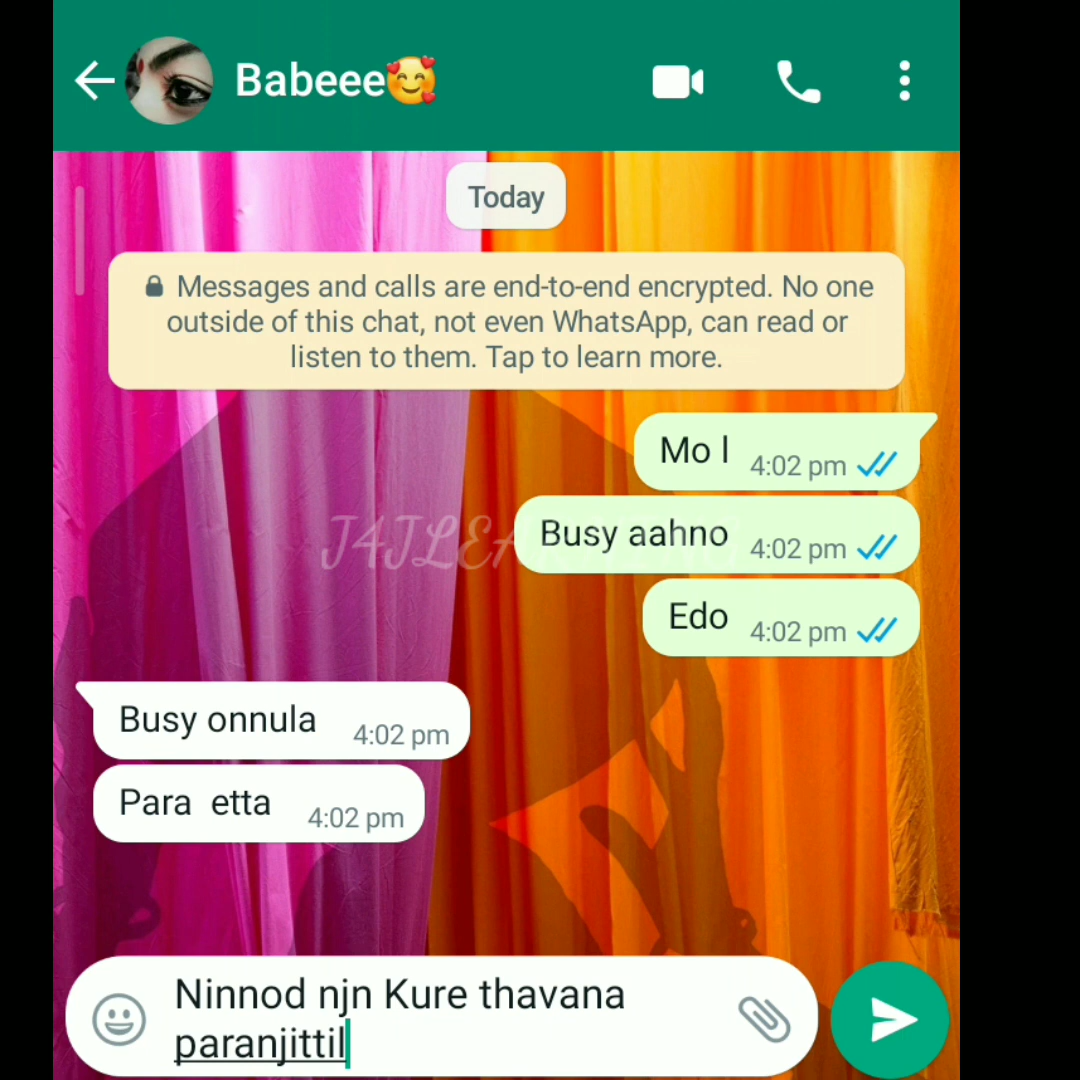 Babeee🥰
Today
🔒 Messages and calls are end-to-end encrypted. No one
outside of this chat, not even WhatsApp, can read or
listen to them. Tap to learn more.
Mo l 4:02 pm
Busy aahno 4:02 pm
Edo 4:02 pm
Busy onnula 4:02 pm
Para etta 4:02 pm
Ninnod njn Kure thavana
paranjittil